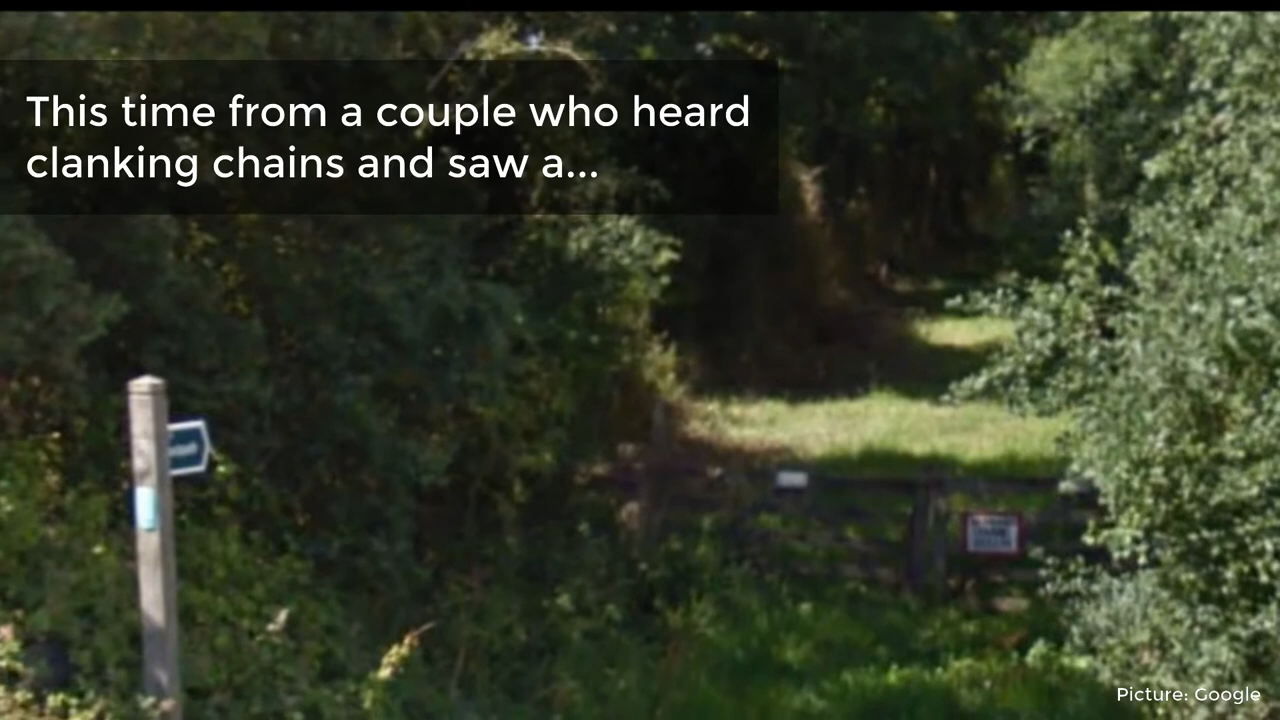 This time from a couple who heard
clanking chains and saw a...
Picture: Google